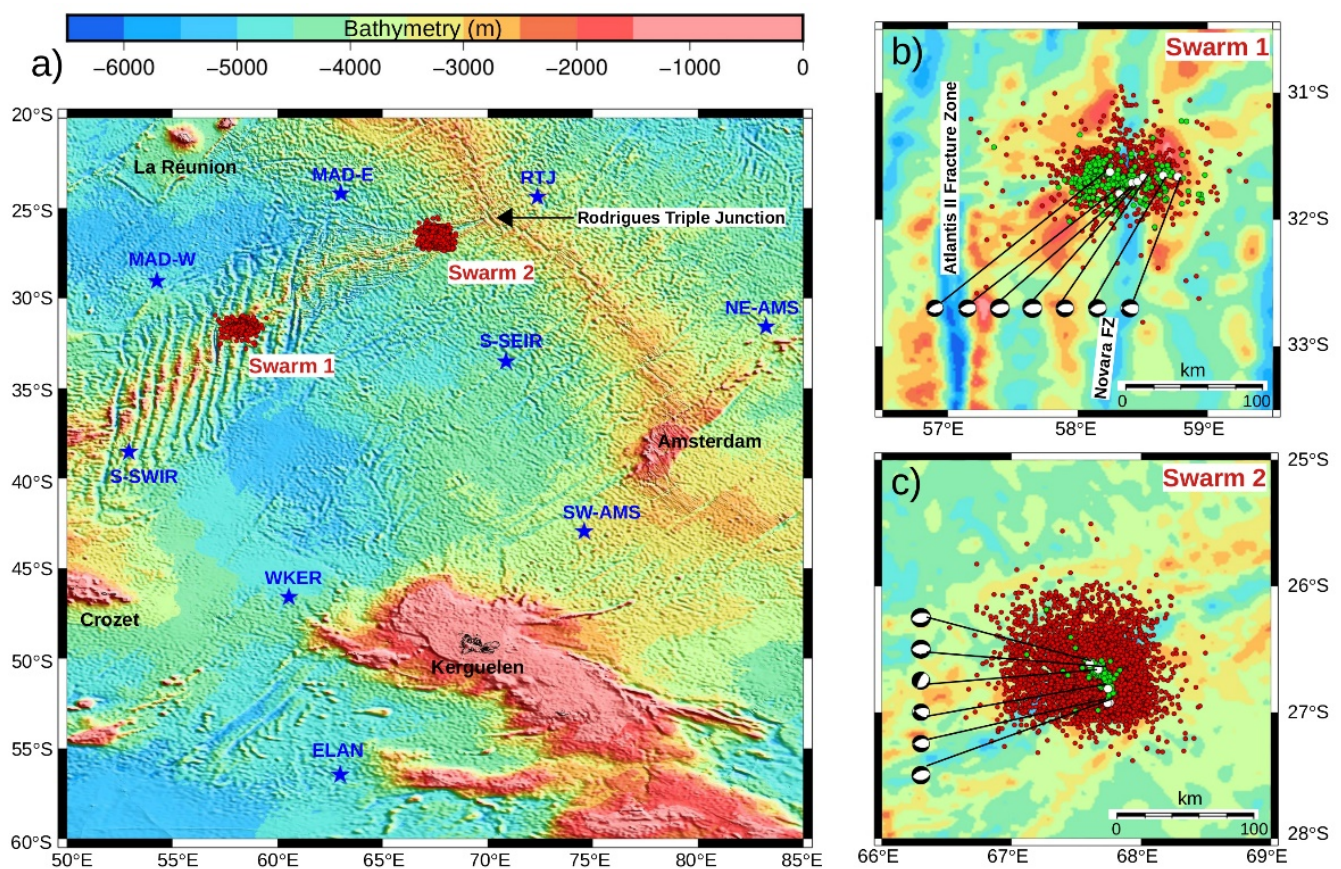 Bathymetry (m)
a)
−6000 −5000 −4000 −3000 −2000 −1000 0
20°S
25°S
30°S
35°S
40°S
45°S
50°S
55°S
60°S
50°E 55°E 60°E 65°E 70°E 75°E 80°E 85°E
La Réunion
MAD-E
RTJ
Rodrigues Triple Junction
Swarm 2
MAD-W
NE-AMS
S-SEIR
Swarm 1
Amsterdam
S-SWIR
SW-AMS
WKER
Crozet
Kerguelen
ELAN
b)
Swarm 1
Atlantis II Fracture Zone
Novara FZ
km
0 100
31°S
32°S
33°S
57°E 58°E 59°E
c)
Swarm 2
25°S
26°S
27°S
28°S
km
0 100
66°E 67°E 68°E 69°E